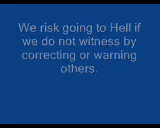 We risk going to Hell if
we do not witness by
correcting or warning
others.